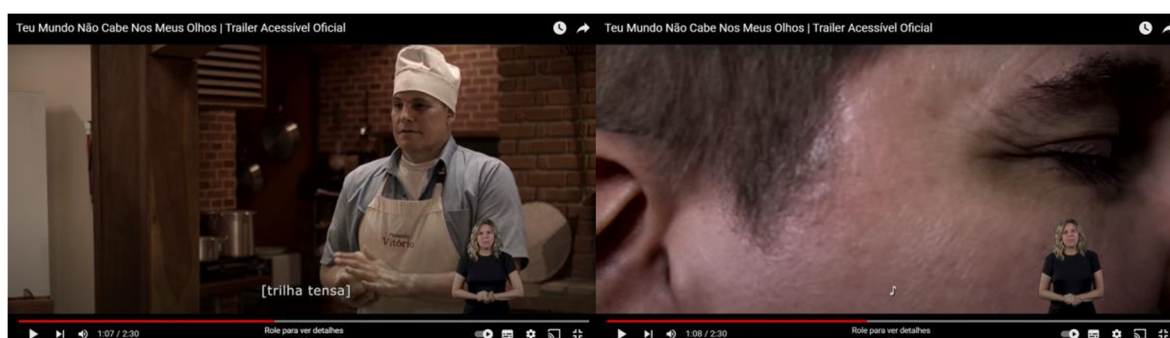 Teu Mundo Não Cabe Nos Meus Olhos | Trailer Acessível Oficial
Vitório
[trilha tensa]
1:07 / 2:30
Role para ver detalhes
Teu Mundo Não Cabe Nos Meus Olhos | Trailer Acessível Oficial
♪
1:08 / 2:30
Role para ver detalhes